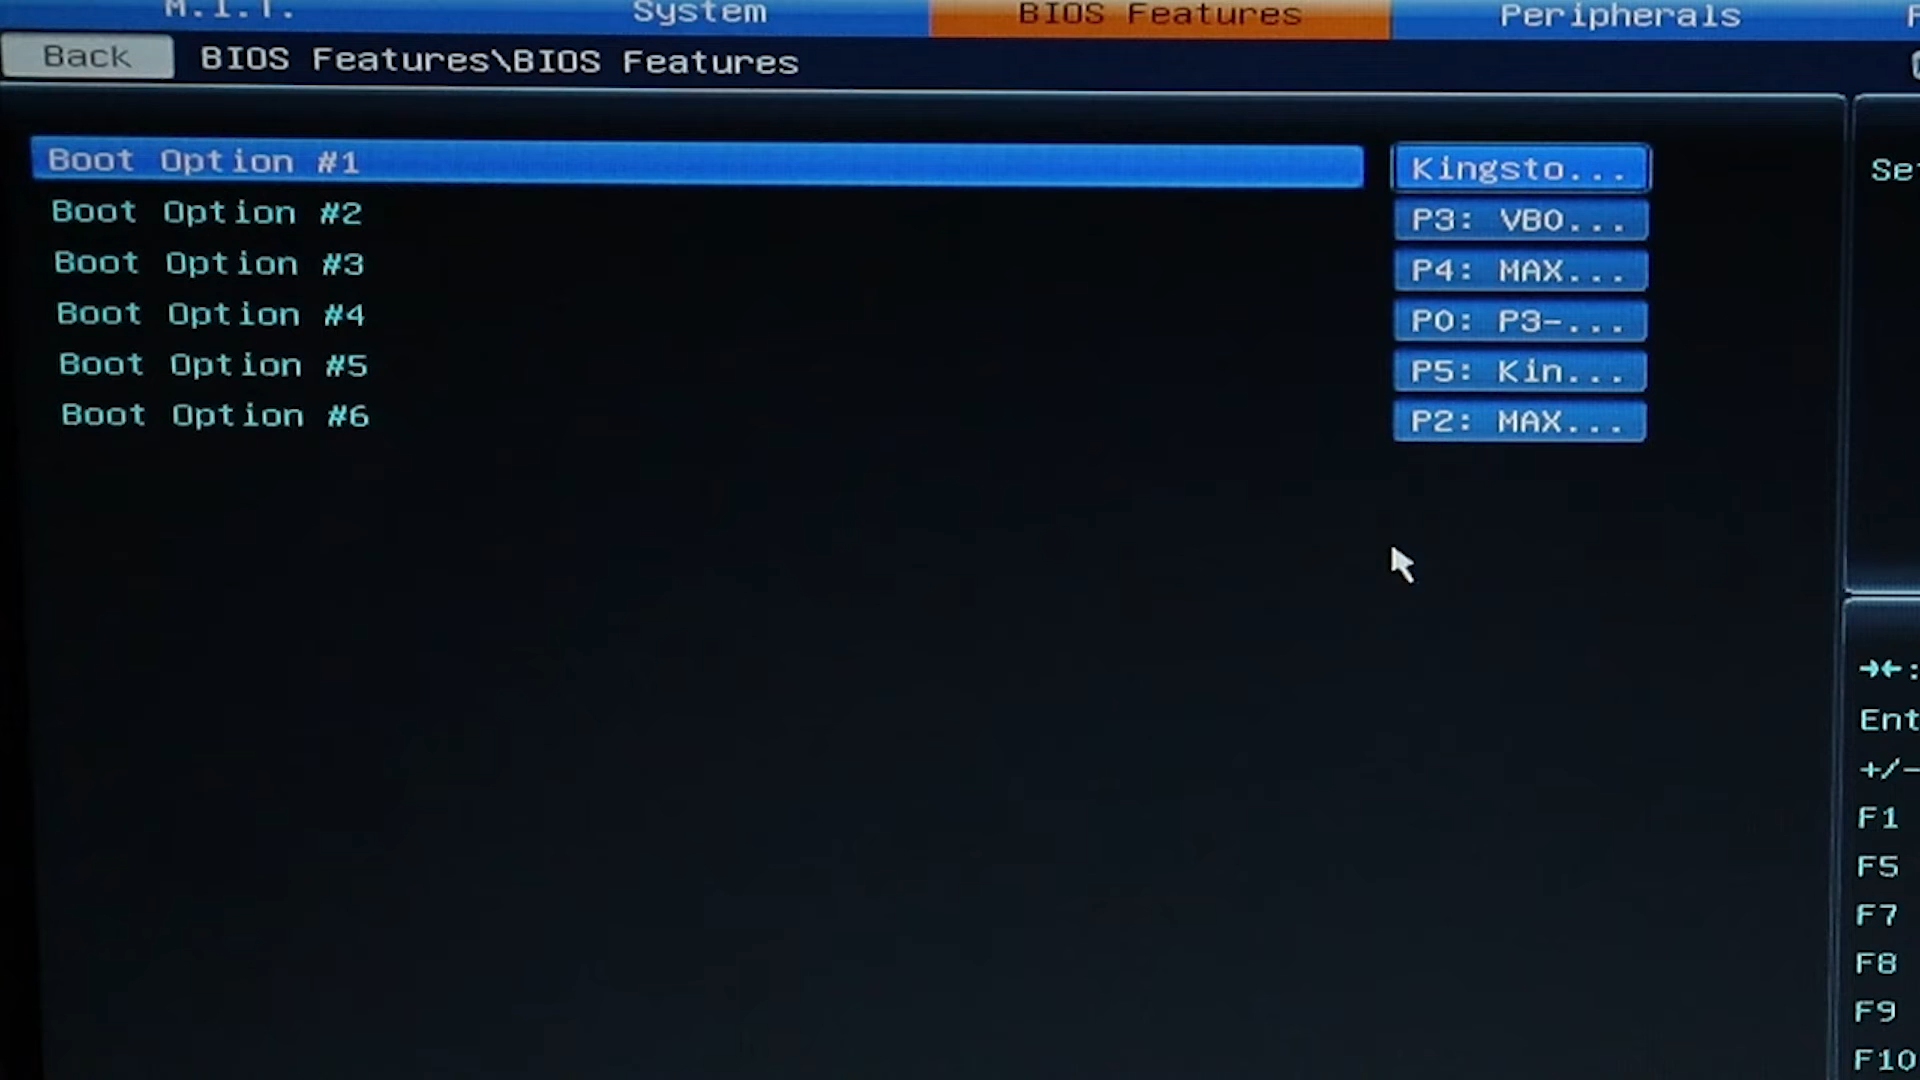 M.I.T. System BIOS Features Peripherals
Back BIOS Features\BIOS Features
Boot Option #1 Kingsto...
Boot Option #2 P3: VBO...
Boot Option #3 P4: MAX...
Boot Option #4 P0: P3-...
Boot Option #5 P5: Kin...
Boot Option #6 P2: MAX...
Se
→←:
Ent
+/-
F1
F5
F7
F8
F9
F10